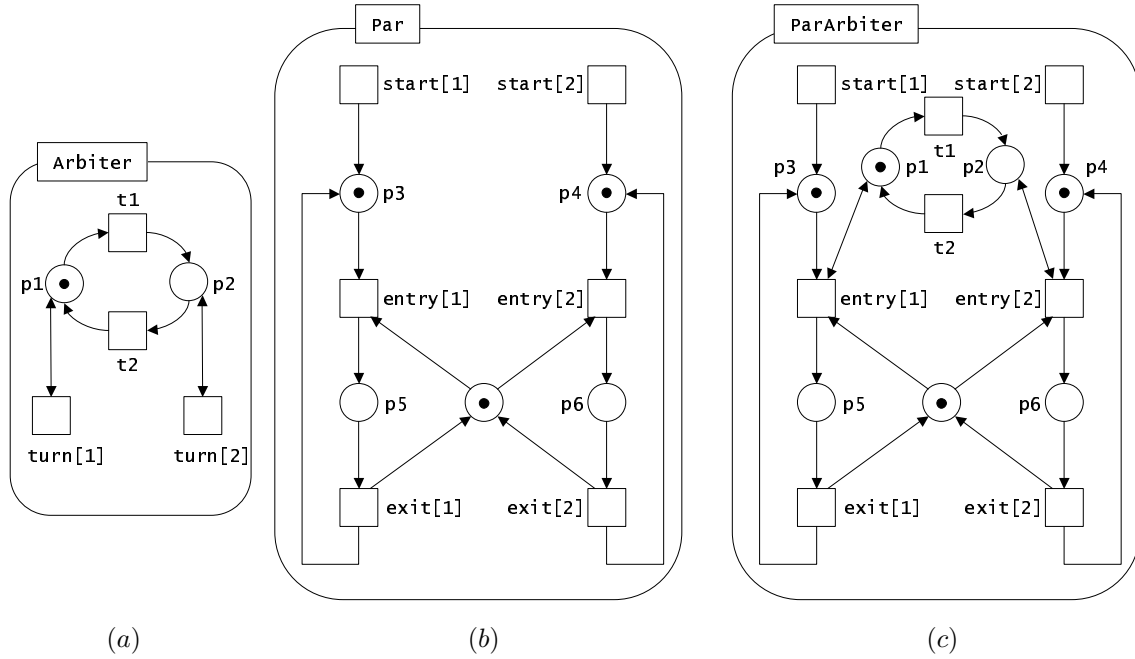 Arbiter
t1
p1
p2
t2
turn[1]
turn[2]
(a)
Par
start[1]
start[2]
p3
p4
entry[1]
entry[2]
p5
p6
exit[1]
exit[2]
(b)
ParArbiter
start[1]
start[2]
t1
p3
p1
p2
p4
t2
entry[1]
entry[2]
p5
p6
exit[1]
exit[2]
(c)